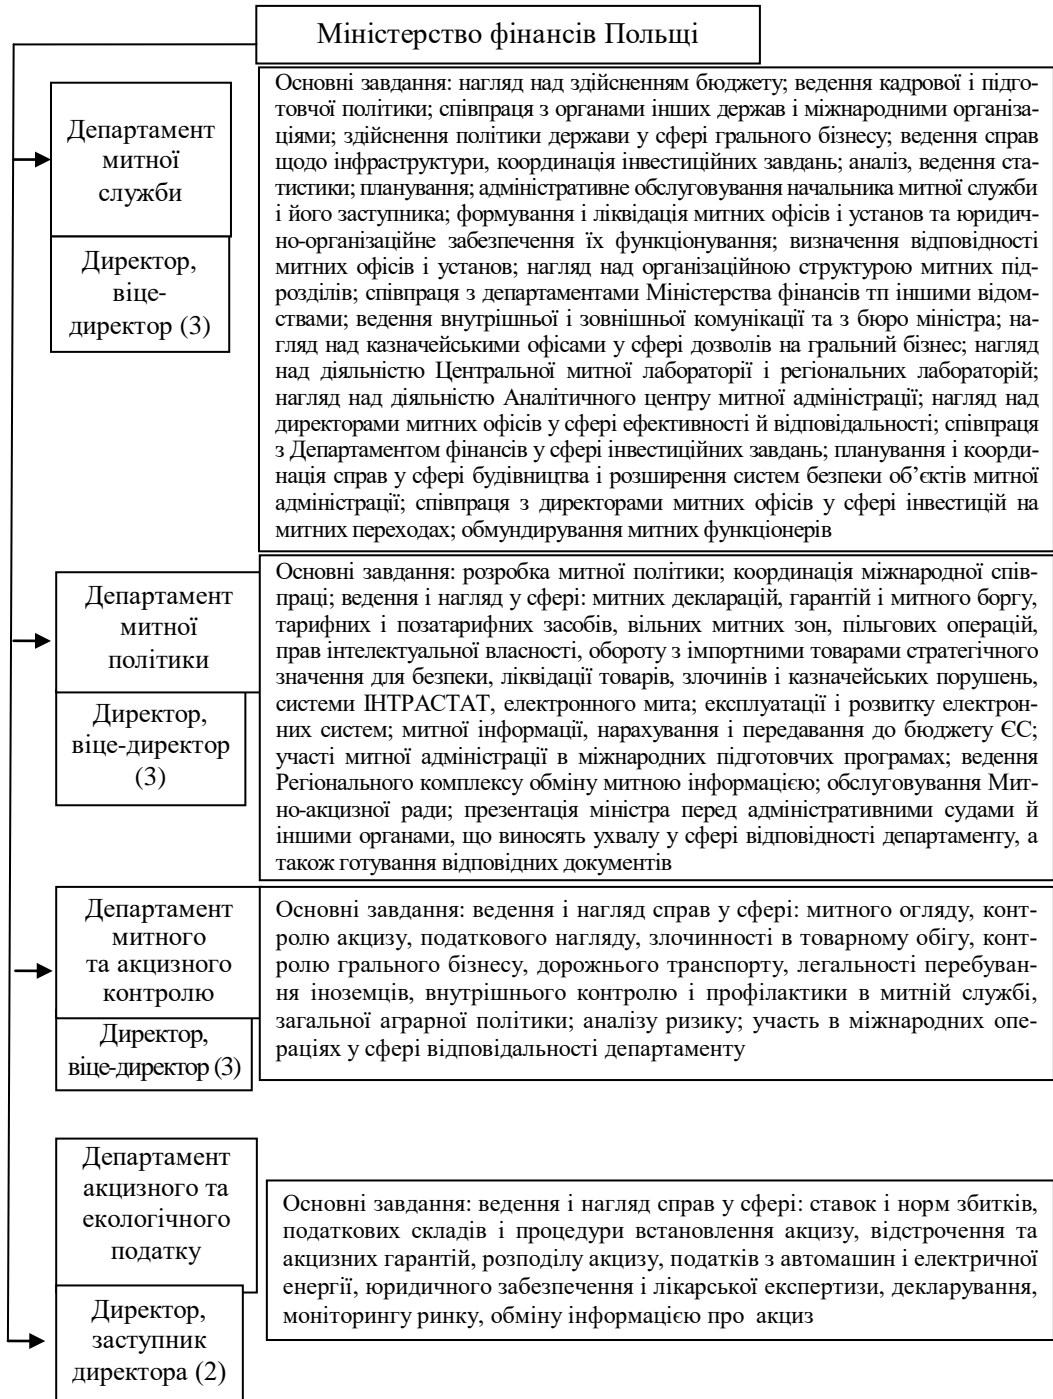 Міністерство фінансів Польщі
Департамент
митної
служби
Директор,
віце-
директор (3)
Основні завдання: нагляд над здійсненням бюджету; ведення кадрової і підго-
товчої політики; співпраця з органами інших держав і міжнародними організа-
ціями; здійснення політики держави у сфері грального бізнесу; ведення справ
щодо інфраструктури, координація інвестиційних завдань; аналіз, ведення ста-
тистики; планування; адміністративне обслуговування начальника митної служби
і його заступника; формування і ліквідація митних офісів і установ та юридич-
но-організаційне забезпечення їх функціонування; визначення відповідності
митних офісів і установ; нагляд над організаційною структурою митних під-
розділів; співпраця з департаментами Міністерства фінансів тп іншими відом-
ствами; ведення внутрішньої і зовнішньої комунікації та з бюро міністра; на-
гляд над казначейськими офісами у сфері дозволів на гральний бізнес; нагляд
над діяльністю Центральної митної лабораторії і регіональних лабораторій;
нагляд над діяльністю Аналітичного центру митної адміністрації; нагляд над
директорами митних офісів у сфері ефективності й відповідальності; співпраця
з Департаментом фінансів у сфері інвестиційних завдань; планування і коорди-
нація справ у сфері будівництва і розширення систем безпеки об’єктів митної
адміністрації; співпраця з директорами митних офісів у сфері інвестицій на
митних переходах; обмундирування митних функціонерів
Департамент
митної
політики
Директор,
віце-директор
(3)
Основні завдання: розробка митної політики; координація міжнародної спів-
праці; ведення і нагляд у сфері: митних декларацій, гарантій і митного боргу,
тарифних і позатарифних засобів, вільних митних зон, пільгових операцій,
прав інтелектуальної власності, обороту з імпортними товарами стратегічного
значення для безпеки, ліквідації товарів, злочинів і казначейських порушень,
системи ІНТРАСТАТ, електронного мита; експлуатації і розвитку електрон-
них систем; митної інформації, нарахування і передавання до бюджету ЄС;
участі митної адміністрації в міжнародних підготовчих програмах; ведення
Регіонального комплексу обміну митною інформацією; обслуговування Мит-
но-акцизної ради; презентація міністра перед адміністративними судами й
іншими органами, що виносять ухвалу у сфері відповідності департаменту, а
також готування відповідних документів
Департамент
митного
та акцизного
контролю
Директор,
віце-директор (3)
Основні завдання: ведення і нагляд справ у сфері: митного огляду, кон-
тролю акцизу, податкового нагляду, злочинності в товарному обігу, кон-
тролю грального бізнесу, дорожнього транспорту, легальності перебуван-
ня іноземців, внутрішнього контролю і профілактики в митній службі,
загальної аграрної політики; аналізу ризику; участь в міжнародних опе-
раціях у сфері відповідальності департаменту
Департамент
акцизного та
екологічного
податку
Директор,
заступник
директора (2)
Основні завдання: ведення і нагляд справ у сфері: ставок і норм збитків,
податкових складів і процедури встановлення акцизу, відстрочення та
акцизних гарантій, розподілу акцизу, податків з автомашин і електричної
енергії, юридичного забезпечення і лікарської експертизи, декларування,
моніторингу ринку, обміну інформацією про акциз